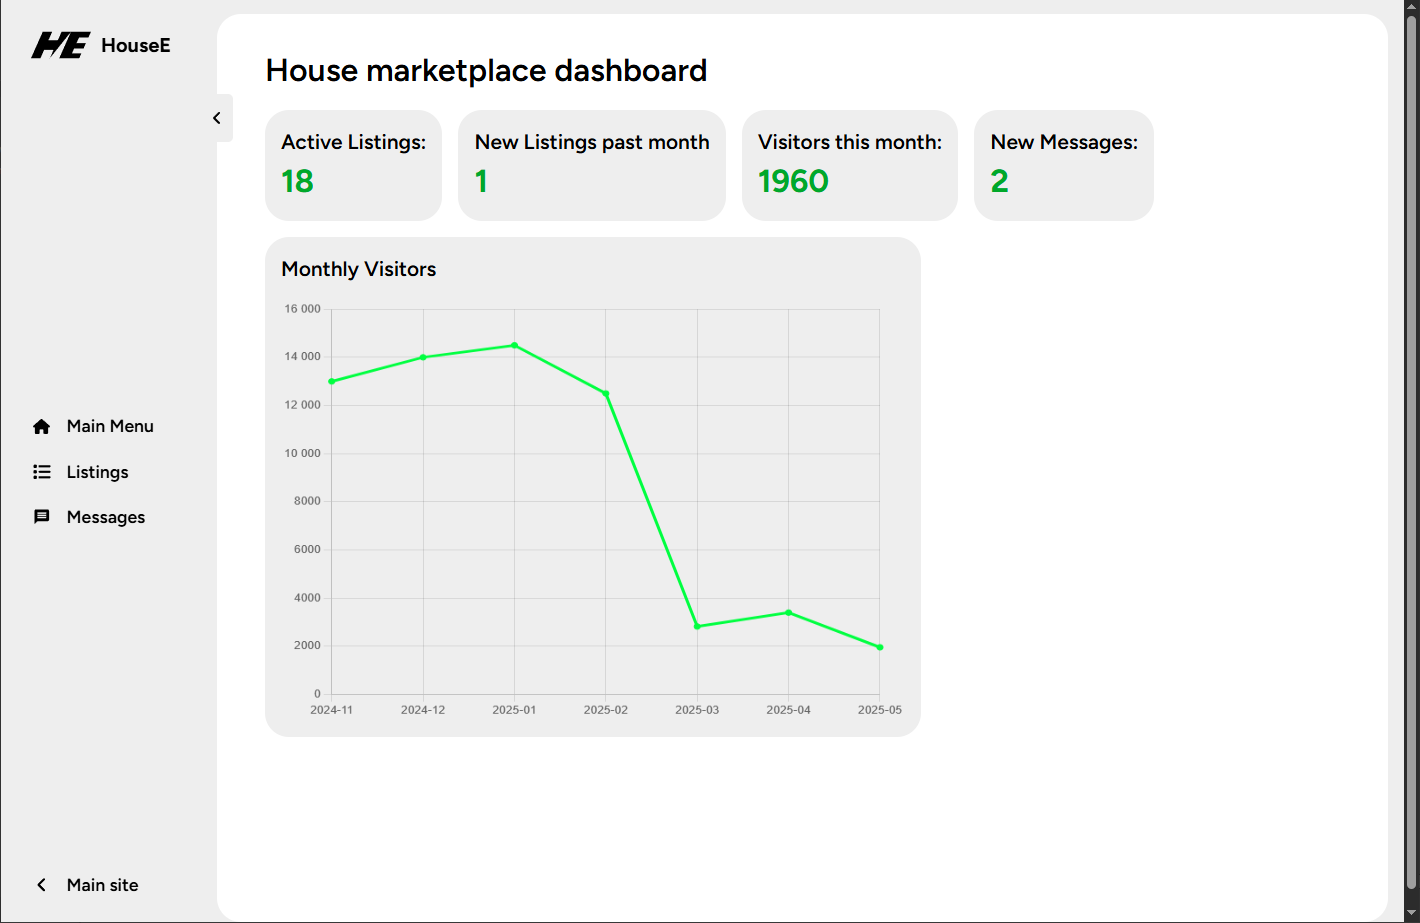 HE HouseE
House marketplace dashboard
Active Listings:
18
New Listings past month
1
Visitors this month:
1960
New Messages:
2
Monthly Visitors
16 000
14 000
12 000
10 000
8000
6000
4000
2000
0
2024-11 2024-12 2025-01 2025-02 2025-03 2025-04 2025-05
Main Menu
Listings
Messages
Main site